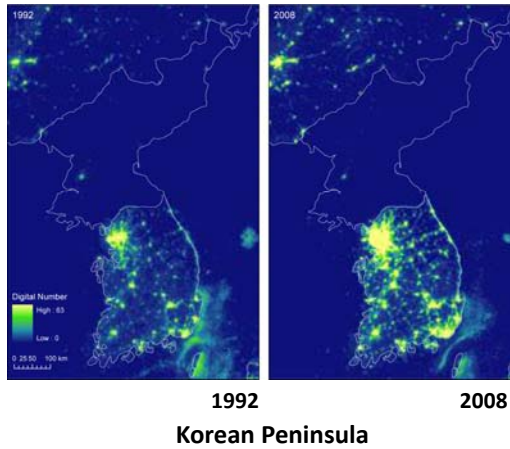 1992
2008
Digital Number
High : 63
Low : 0
0 25 50 100 km
1992
2008
Korean Peninsula